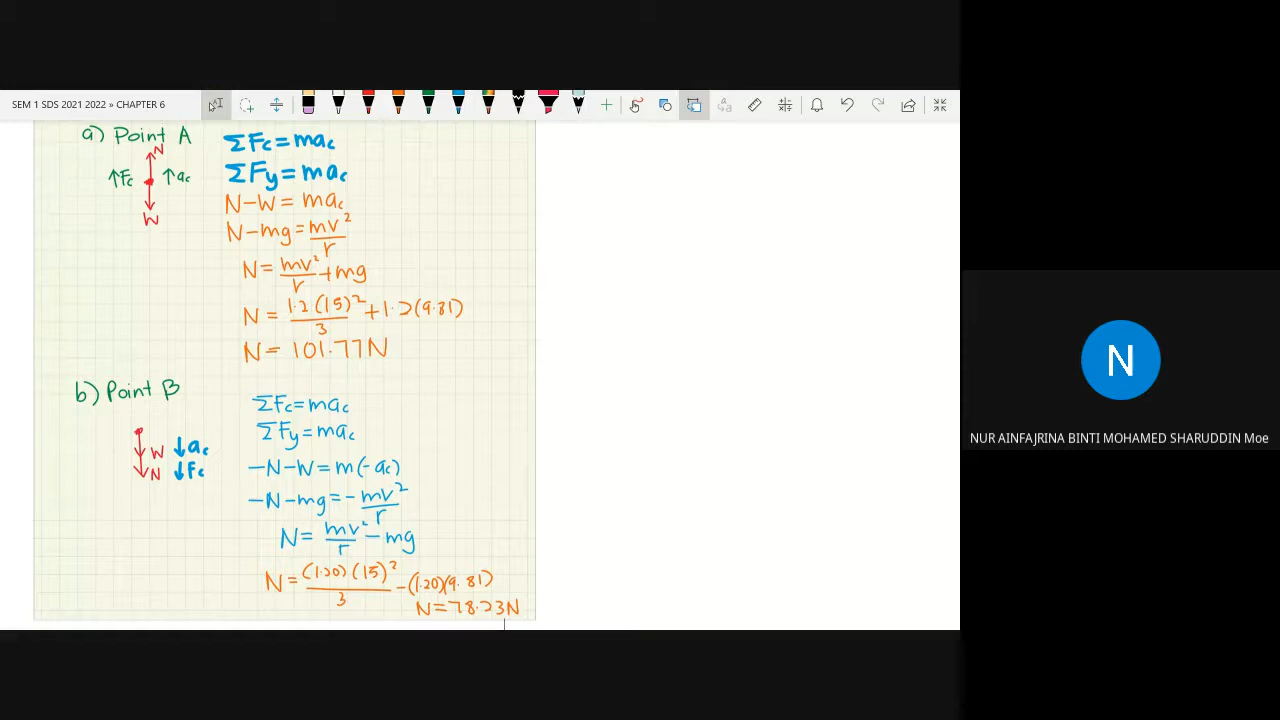 SEM 1 SDS 2021 2022 » CHAPTER 6
a) Point A
N
↑Fc ↑ac
W
ΣFc = mac
ΣFy = mac
N-W = mac
N-mg = mv²/r
N = mv²/r + mg
N = 1.2(15)²/3 + 1.2(9.81)
N = 101.77N
b) Point B
W ↓ac
N ↓Fc
ΣFc = mac
ΣFy = mac
-N-W = m(-ac)
-N-mg = -mv²/r
N = mv²/r - mg
N = (1.20)(15)²/3 - (1.20)(9.81)
N = 78.23N
N
NUR AINFAJRINA BINTI MOHAMED SHARUDDIN Moe